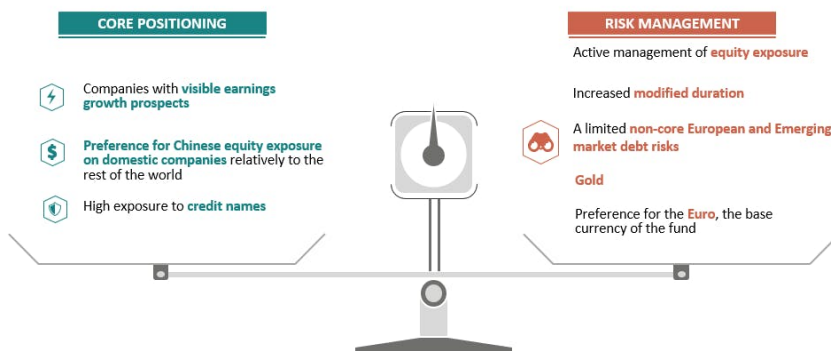 CORE POSITIONING
Companies with visible earnings
growth prospects
$
Preference for Chinese equity exposure
on domestic companies relatively to the
rest of the world
High exposure to credit names
RISK MANAGEMENT
Active management of equity exposure
Increased modified duration
A limited non-core European and Emerging
market debt risks
Gold
Preference for the Euro, the base
currency of the fund